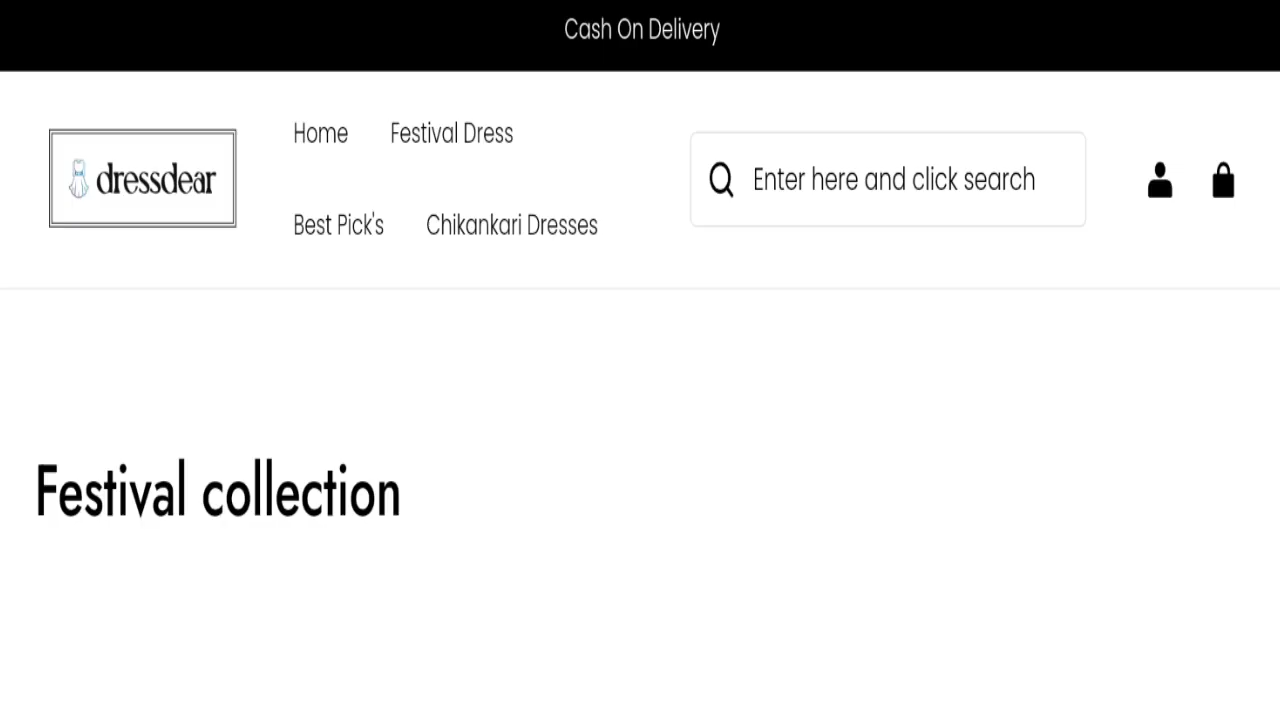 Cash On Delivery
dressdear
Home Festival Dress
Best Pick's Chikankari Dresses
Enter here and click search
Festival collection